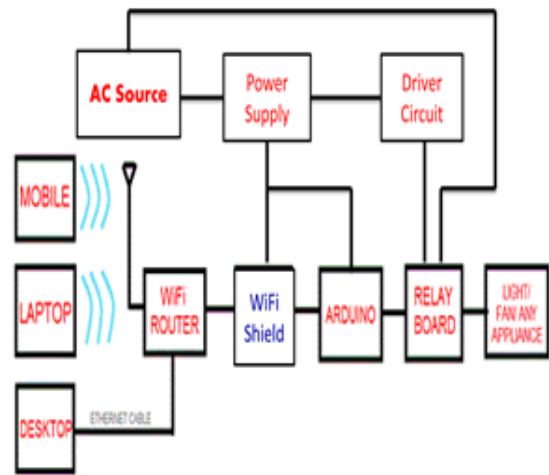 AC Source
Power
Supply
Driver
Circuit
MOBILE
LAPTOP
WiFi
ROUTER
WiFi
Shield
ARDUINO
RELAY
BOARD
LIGHT/
FAN/ ANY
APPLIANCE
DESKTOP
ETHERNET CABLE